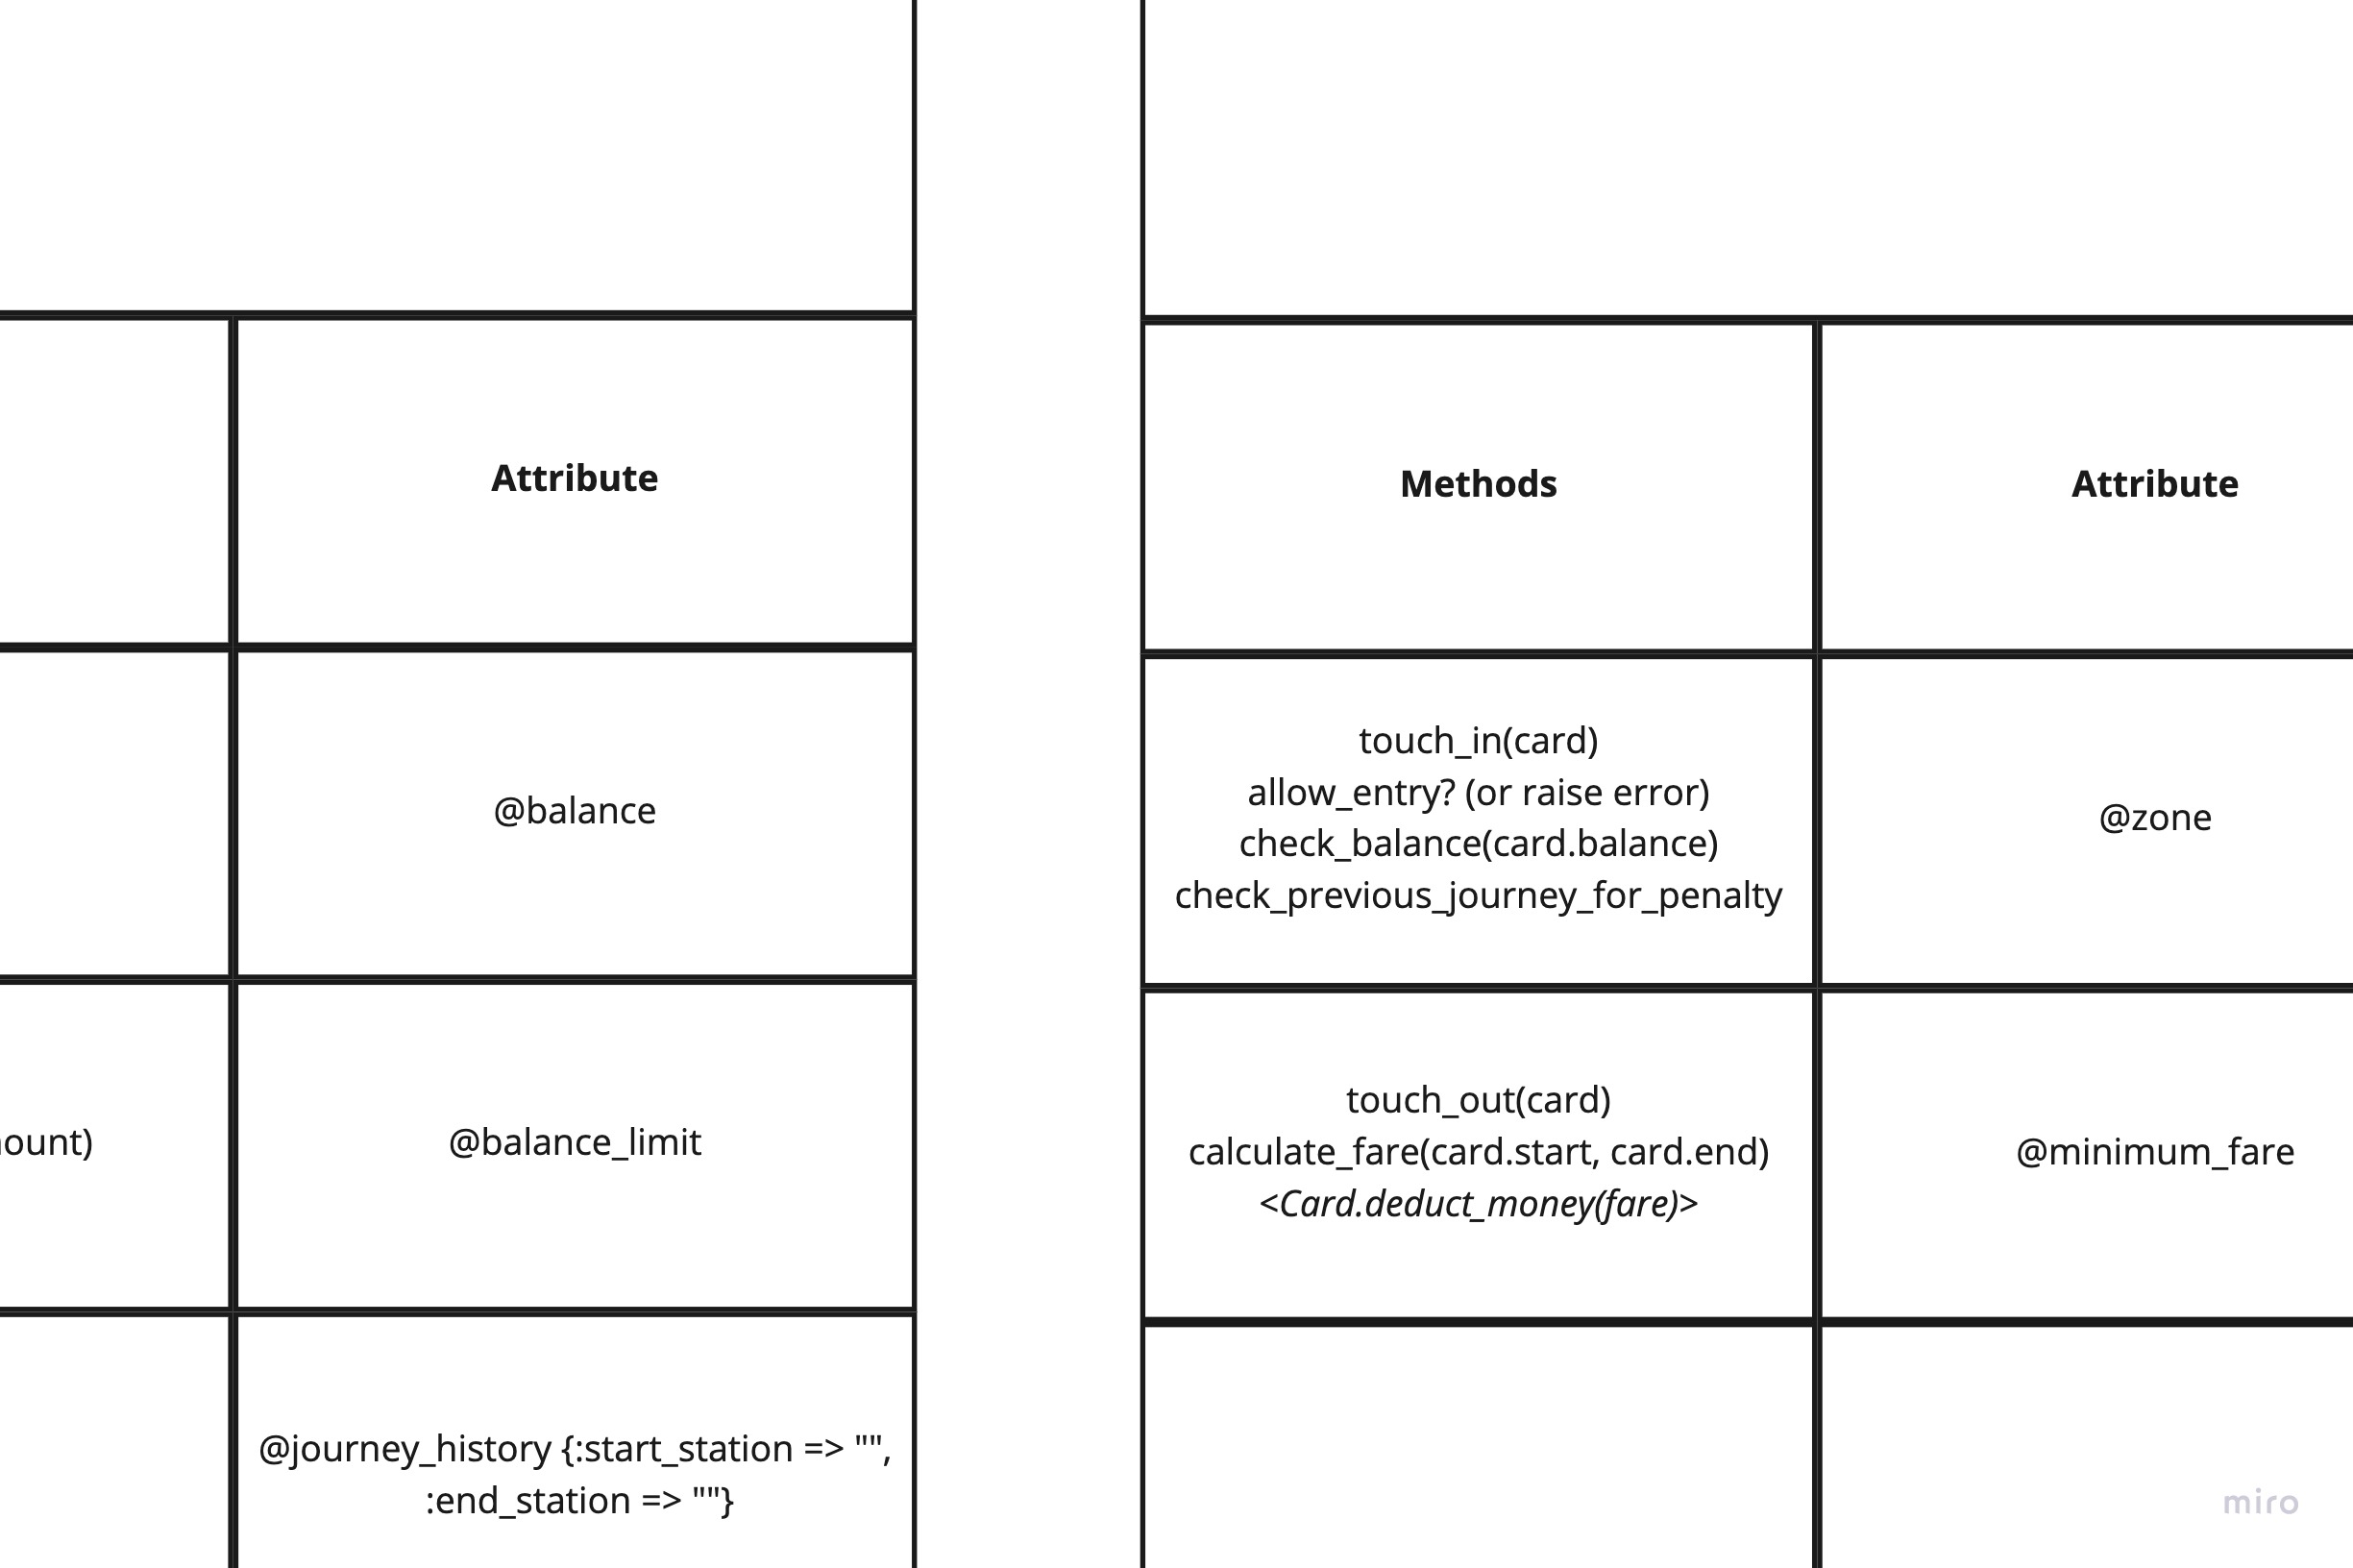 Attribute
@balance
ount)
@balance_limit
@journey_history {:start_station => "",
:end_station => ""}
Methods
Attribute
touch_in(card)
allow_entry? (or raise error)
check_balance(card.balance)
check_previous_journey_for_penalty
@zone
touch_out(card)
calculate_fare(card.start, card.end)
<Card.deduct_money(fare)>
@minimum_fare
miro